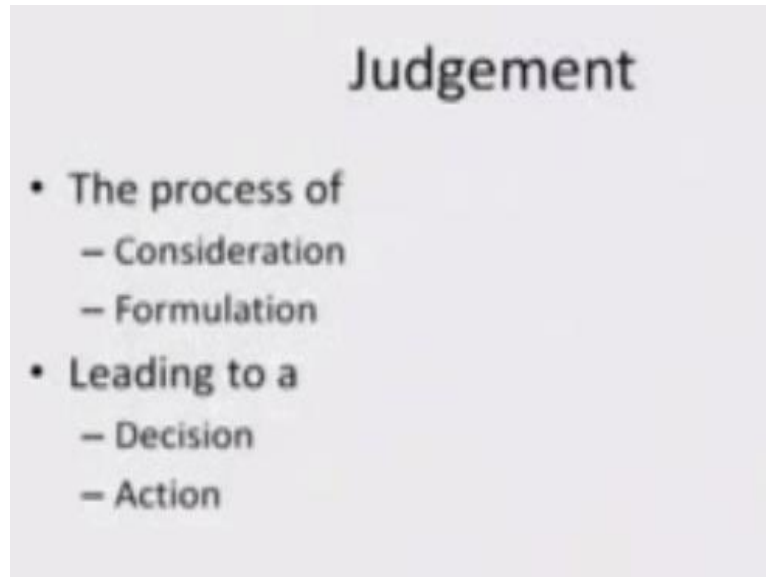 Judgement
• The process of
– Consideration
– Formulation
• Leading to a
– Decision
– Action